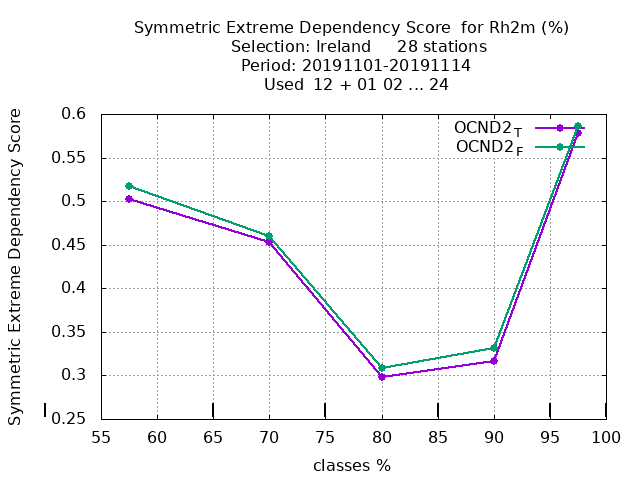 Symmetric Extreme Dependency Score for Rh2m (%)
Selection: Ireland 28 stations
Period: 20191101-20191114
Used 12 + 01 02 ... 24
Symmetric Extreme Dependency Score
0.6
0.55
0.5
0.45
0.4
0.35
0.3
0.25
OCND2T
OCND2F
55 60 65 70 75 80 85 90 95 100
classes %